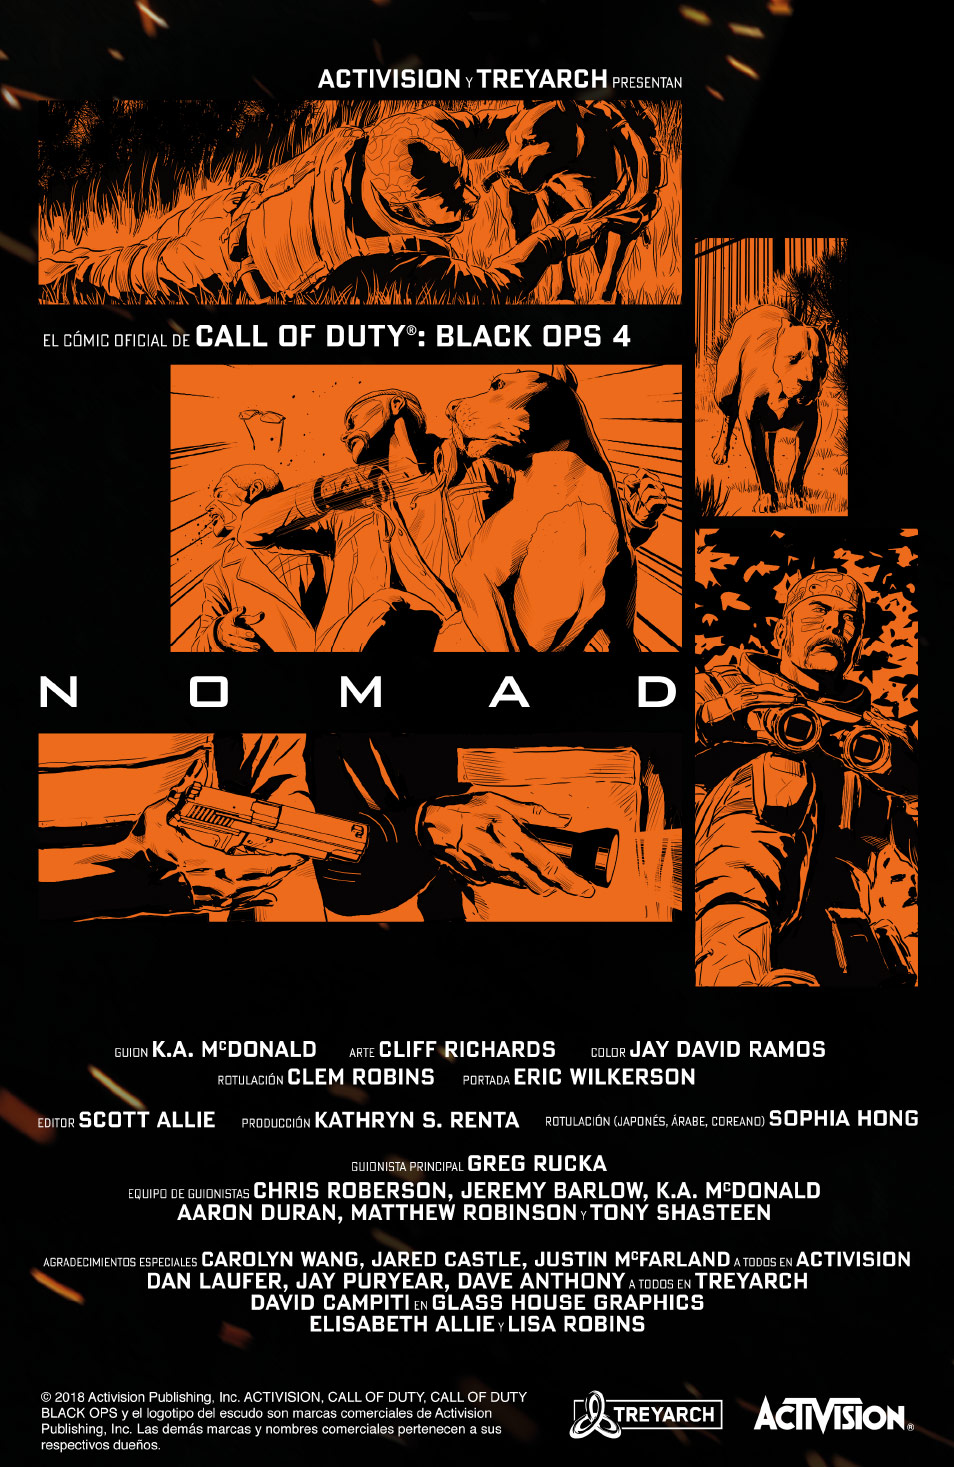 ACTIVISION Y TREYARCH PRESENTAN
EL CÓMIC OFICIAL DE CALL OF DUTY®: BLACK OPS 4
NOMAD
GUION K.A. McDONALD ARTE CLIFF RICHARDS COLOR JAY DAVID RAMOS
ROTULACIÓN CLEM ROBINS PORTADA ERIC WILKERSON
EDITOR SCOTT ALLIE PRODUCCIÓN KATHRYN S. RENTA ROTULACIÓN (JAPONÉS, ÁRABE, COREANO) SOPHIA HONG
GUIONISTA PRINCIPAL GREG RUCKA
EQUIPO DE GUIONISTAS CHRIS ROBERSON, JEREMY BARLOW, K.A. McDONALD
AARON DURAN, MATTHEW ROBINSON Y TONY SHASTEEN
AGRADECIMIENTOS ESPECIALES CAROLYN WANG, JARED CASTLE, JUSTIN McFARLAND A TODOS EN ACTIVISION
DAN LAUFER, JAY PURYEAR, DAVE ANTHONY A TODOS EN TREYARCH
DAVID CAMPITI EN GLASS HOUSE GRAPHICS
ELISABETH ALLIE Y LISA ROBINS
© 2018 Activision Publishing, Inc. ACTIVISION, CALL OF DUTY, CALL OF DUTY
BLACK OPS y el logotipo del escudo son marcas comerciales de Activision
Publishing, Inc. Las demás marcas y nombres comerciales pertenecen a sus
respectivos dueños.
TREYARCH
ACTIVISION®